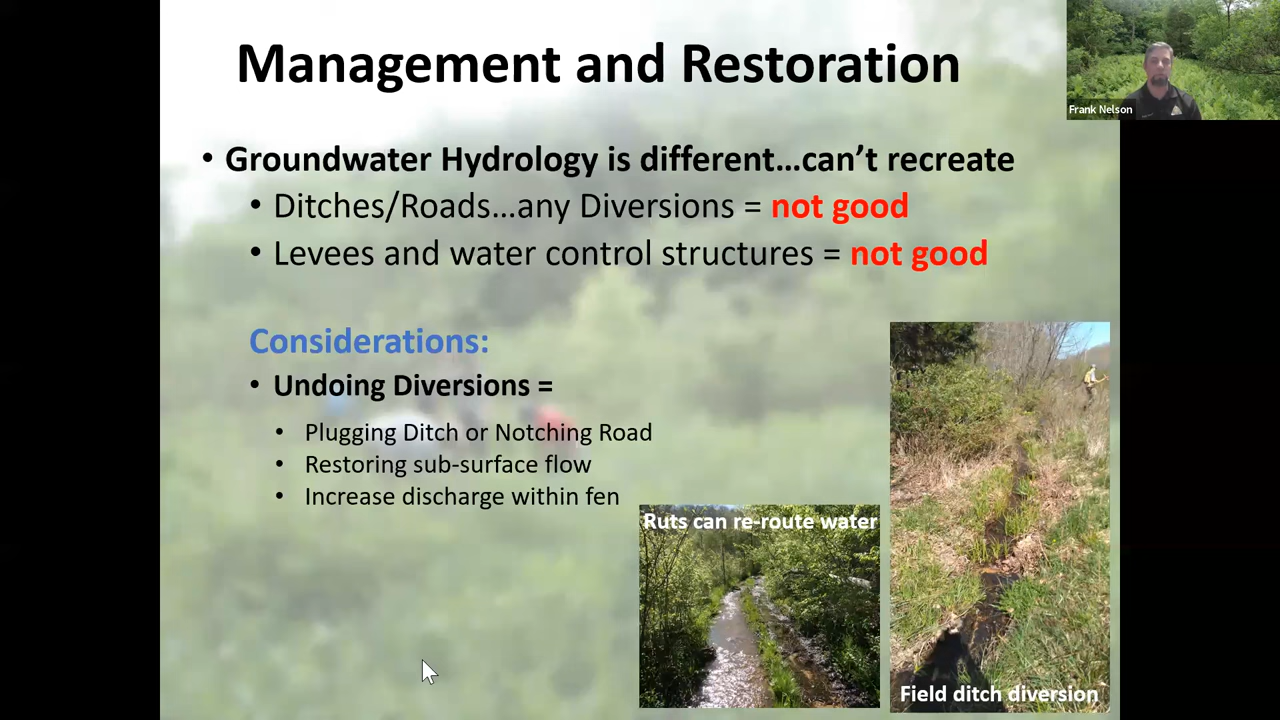 Management and Restoration
Frank Nelson
• Groundwater Hydrology is different...can't recreate
• Ditches/Roads...any Diversions = not good
• Levees and water control structures = not good
Considerations:
• Undoing Diversions =
• Plugging Ditch or Notching Road
• Restoring sub-surface flow
• Increase discharge within fen
Ruts can re-route water
Field ditch diversion